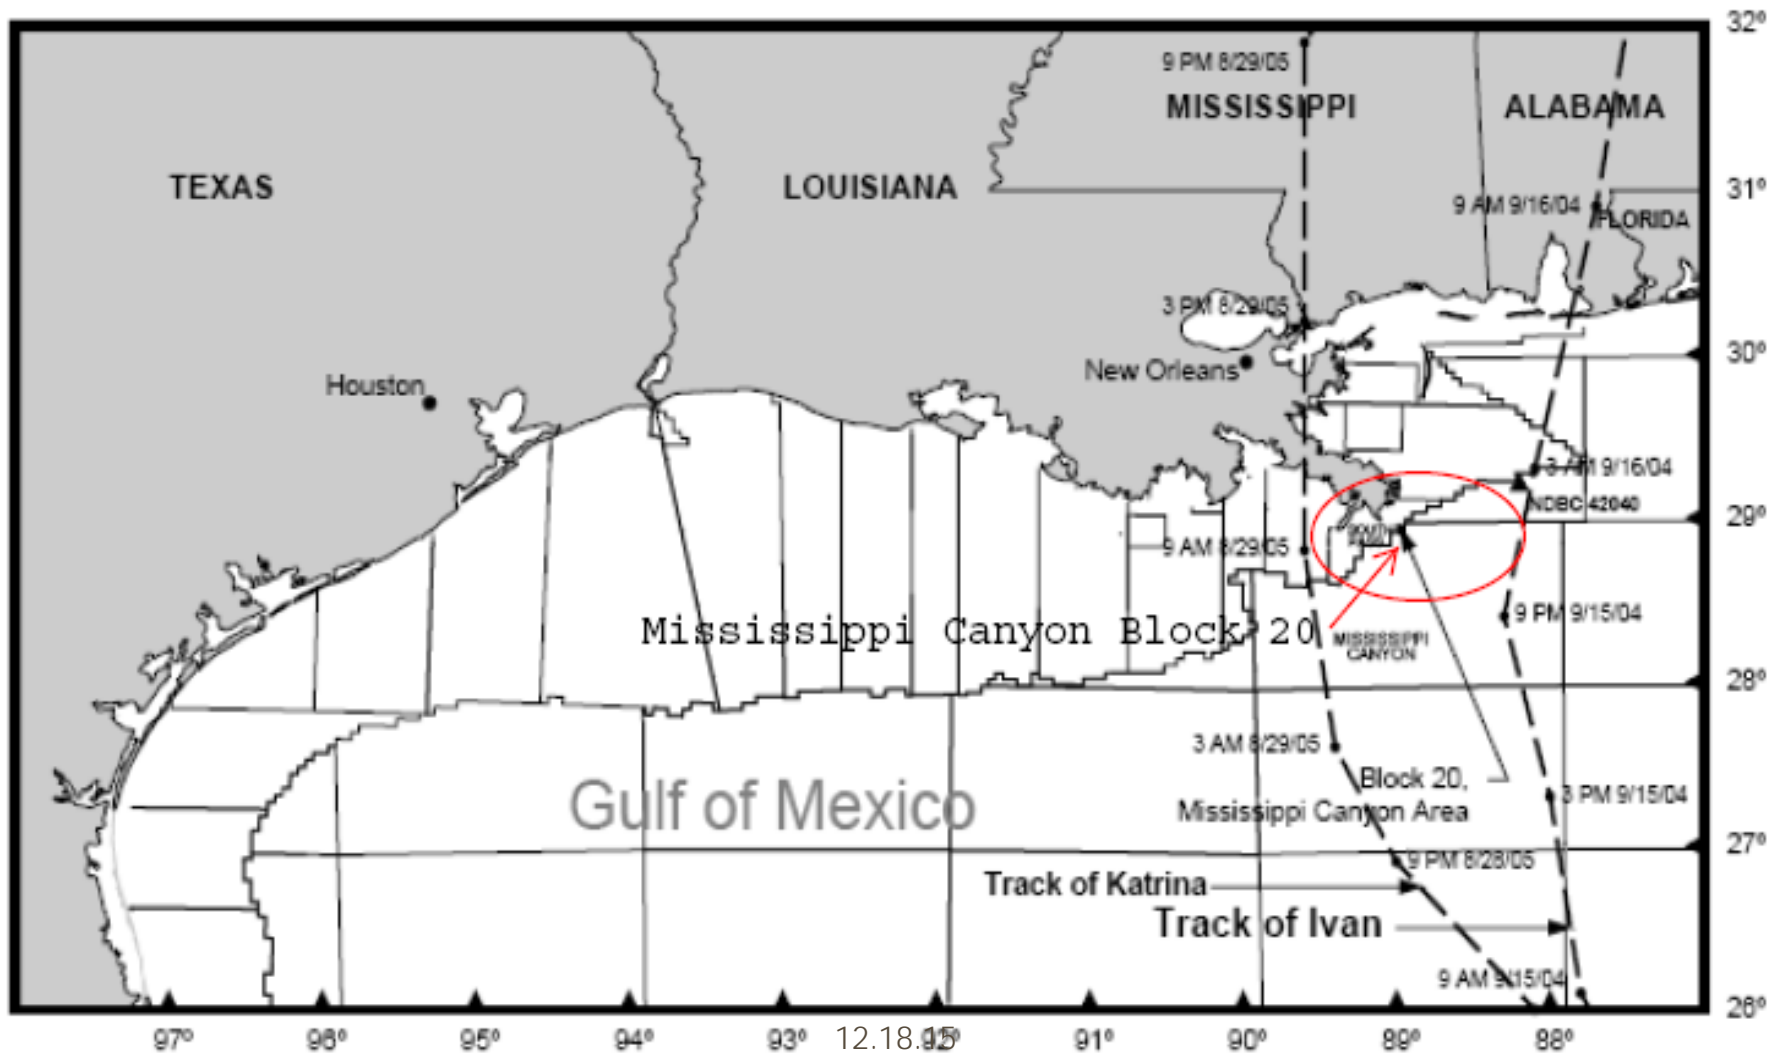 32°
9 PM 8/29/05
MISSISSIPPI
ALABAMA
TEXAS
LOUISIANA
31°
9 AM 9/16/04
FLORIDA
3 PM 8/29/05
30°
New Orleans
Houston
3 AM 9/16/04
NDBC 42040
29°
9 AM 8/29/05
9 PM 9/15/04
Mississippi Canyon Block 20
MISSISSIPPI
CANYON
28°
3 AM 8/29/05
Block 20,
Mississippi Canyon Area
3 PM 9/15/04
Gulf of Mexico
27°
9 PM 8/28/05
Track of Katrina
Track of Ivan
9 AM 9/15/04
26°
97° 96° 95° 94° 93° 92° 91° 90° 89° 88°
12.18.15